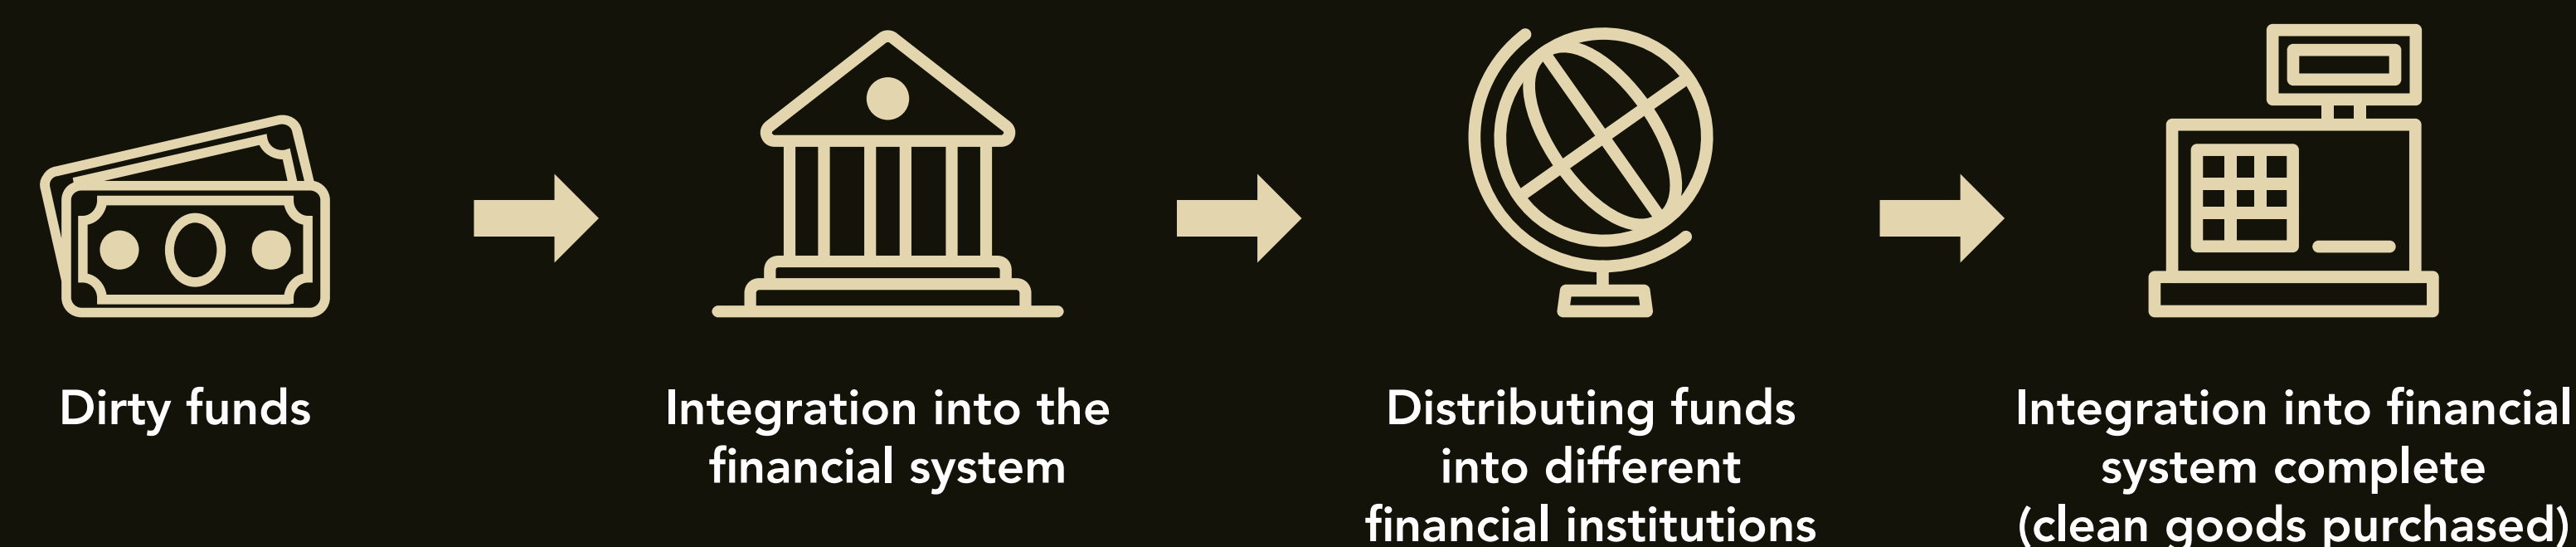 Dirty funds
Integration into the
financial system
Distributing funds
into different
financial institutions
Integration into financial
system complete
(clean goods purchased)